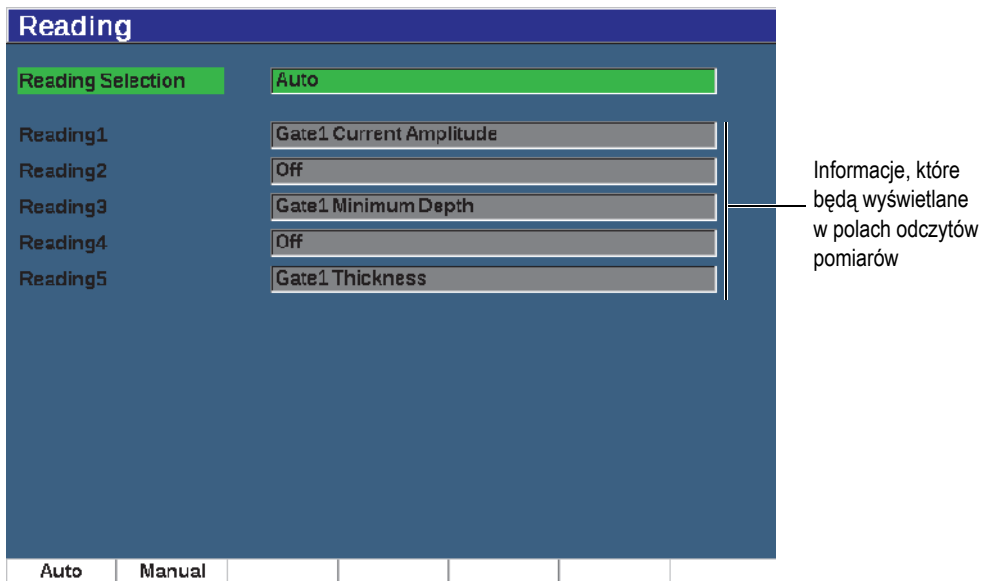 Reading
Reading Selection Auto
Reading1 Gate1 Current Amplitude
Reading2 Off
Reading3 Gate1 Minimum Depth
Reading4 Off
Reading5 Gate1 Thickness
Informacje, które
będą wyświetlane
w polach odczytów
pomiarów
Auto Manual